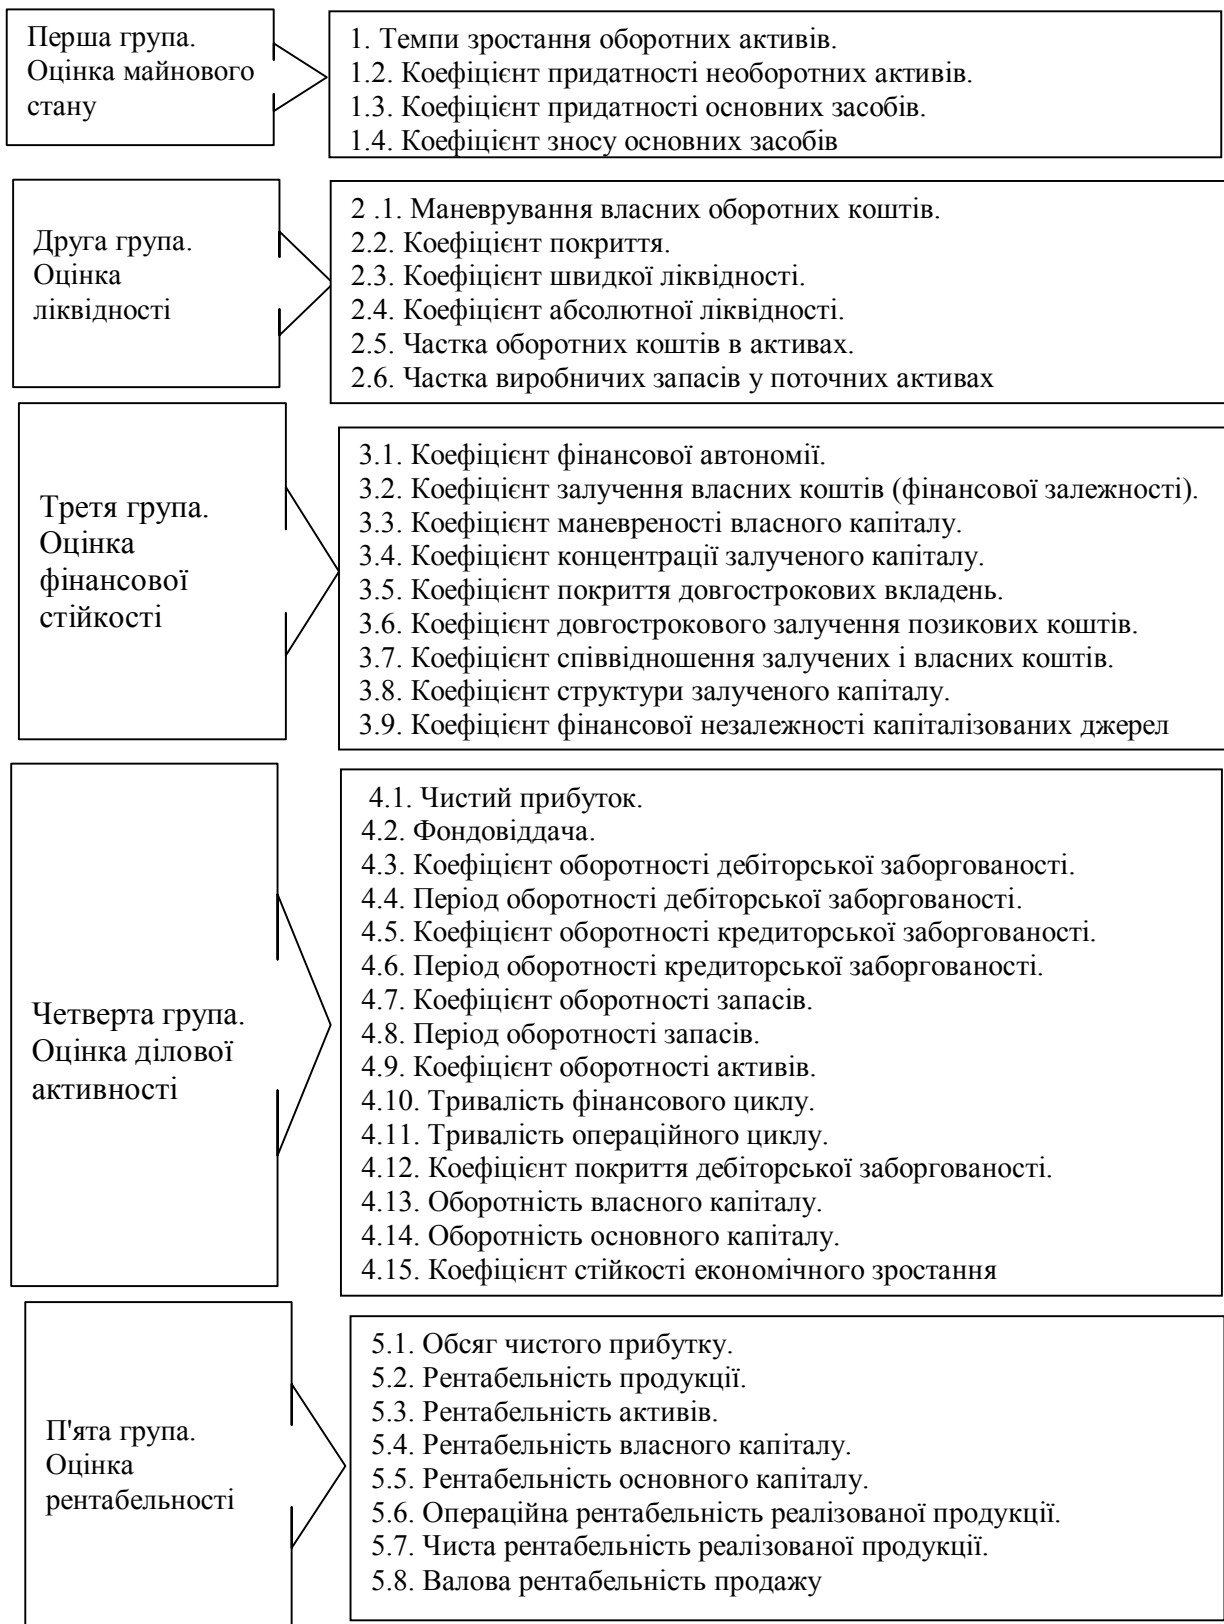 Перша група.
Оцінка майнового
стану
1. Темпи зростання оборотних активів.
1.2. Коефіцієнт придатності необоротних активів.
1.3. Коефіцієнт придатності основних засобів.
1.4. Коефіцієнт зносу основних засобів
Друга група.
Оцінка
ліквідності
2 .1. Маневрування власних оборотних коштів.
2.2. Коефіцієнт покриття.
2.3. Коефіцієнт швидкої ліквідності.
2.4. Коефіцієнт абсолютної ліквідності.
2.5. Частка оборотних коштів в активах.
2.6. Частка виробничих запасів у поточних активах
Третя група.
Оцінка
фінансової
стійкості
3.1. Коефіцієнт фінансової автономії.
3.2. Коефіцієнт залучення власних коштів (фінансової залежності).
3.3. Коефіцієнт маневреності власного капіталу.
3.4. Коефіцієнт концентрації залученого капіталу.
3.5. Коефіцієнт покриття довгострокових вкладень.
3.6. Коефіцієнт довгострокового залучення позикових коштів.
3.7. Коефіцієнт співвідношення залучених і власних коштів.
3.8. Коефіцієнт структури залученого капіталу.
3.9. Коефіцієнт фінансової незалежності капіталізованих джерел
Четверта група.
Оцінка ділової
активності
4.1. Чистий прибуток.
4.2. Фондовіддача.
4.3. Коефіцієнт оборотності дебіторської заборгованості.
4.4. Період оборотності дебіторської заборгованості.
4.5. Коефіцієнт оборотності кредиторської заборгованості.
4.6. Період оборотності кредиторської заборгованості.
4.7. Коефіцієнт оборотності запасів.
4.8. Період оборотності запасів.
4.9. Коефіцієнт оборотності активів.
4.10. Тривалість фінансового циклу.
4.11. Тривалість операційного циклу.
4.12. Коефіцієнт покриття дебіторської заборгованості.
4.13. Оборотність власного капіталу.
4.14. Оборотність основного капіталу.
4.15. Коефіцієнт стійкості економічного зростання
П'ята група.
Оцінка
рентабельності
5.1. Обсяг чистого прибутку.
5.2. Рентабельність продукції.
5.3. Рентабельність активів.
5.4. Рентабельність власного капіталу.
5.5. Рентабельність основного капіталу.
5.6. Операційна рентабельність реалізованої продукції.
5.7. Чиста рентабельність реалізованої продукції.
5.8. Валова рентабельність продажу